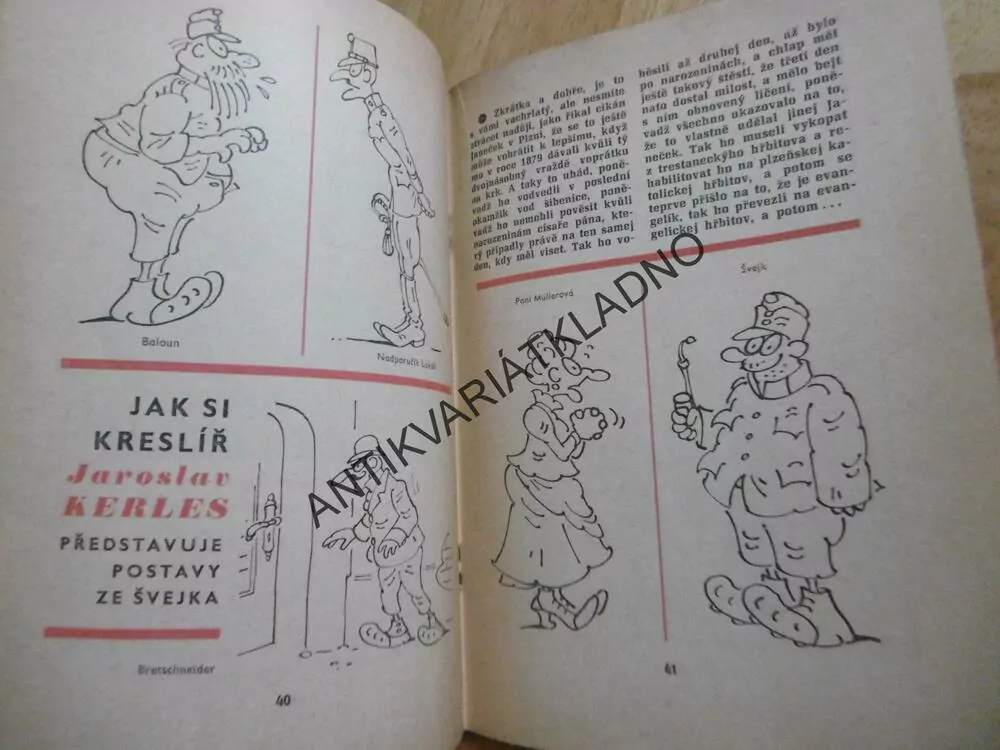 Baloun
Nadporučík Lukáš
JAK SI
KRESLÍŘ
Jaroslav
KERLES
PŘEDSTAVUJE
POSTAVY
ZE ŠVEJKA
Bretschneider
40
● Zkrátka a dobře, je to
s vámi vachrlatý, ale nesmíte
ztrácet naději, jako říkal cikán
Janeček v Plzni, že se to ještě
může vobrátit k lepšímu, když
mu v roce 1879 dávali kvůli tý
dvojnásobný vraždě voprátku
na krk. A taky to uhád, poně-
vadž ho vodvedli v poslední
okamžik vod šibenice, poně-
vadž ho nemohli pověsit kvůli
narozeninám císaře pána, kte-
rý připadly právě na ten samej
den, kdy měl viset. Tak ho vo-
běsili až druhej den, až bylo
po narozeninách, a chlap měl
ještě takový štěstí, že třetí den
nato dostal milost, a mělo bejt
s ním obnovený líčení, poně-
vadž všechno ukazovalo na to,
že to vlastně udělal jinej Ja-
neček. Tak ho museli vykopat
z trestaneckýho hřbitova a re-
habilitovat ho na plzeňskej ka-
tolickej hřbitov, a potom se
teprve přišlo na to, že je evan-
gelík, tak ho převezli na evan-
gelickej hřbitov, a potom...
Paní Mullerová
Švejk
41
ANTIKVARIÁTKLADNO